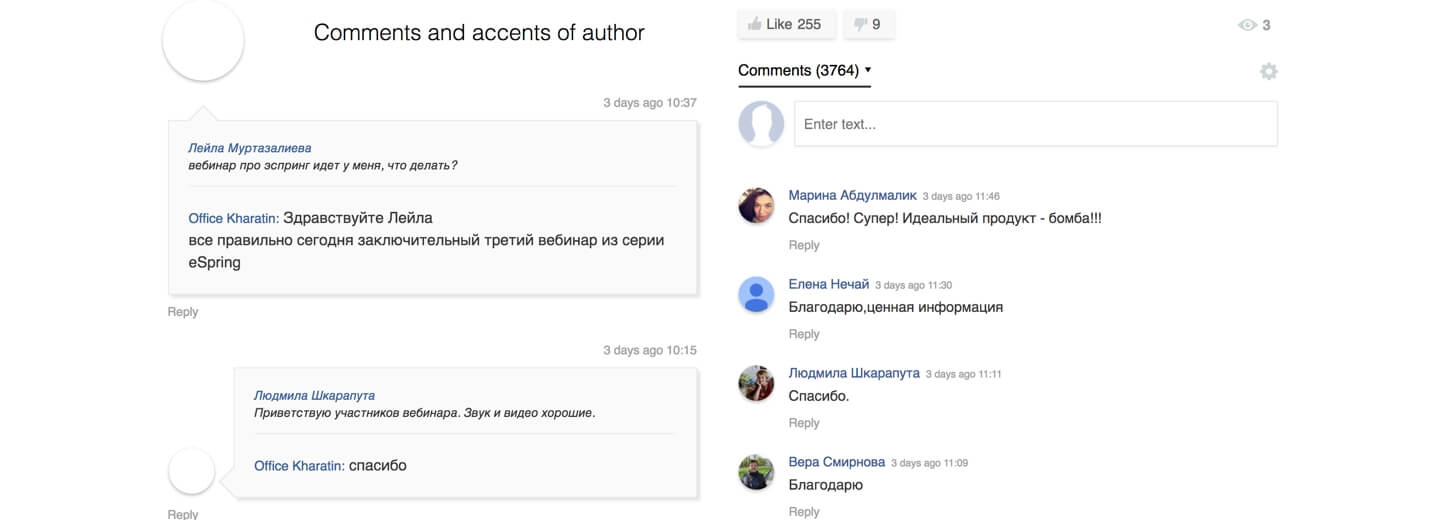 Comments and accents of author
3 days ago 10:37
Лейла Муртазалиева
вебинар про эспринг идет у меня, что делать?
Office Kharatin: Здравствуйте Лейла
все правильно сегодня заключительный третий вебинар из серии
eSpring
Reply
3 days ago 10:15
Людмила Шкарапута
Приветствую участников вебинара. Звук и видео хорошие.
Office Kharatin: спасибо
Reply
Like 255
9
3
Comments (3764)
Enter text...
Марина Абдулмалик 3 days ago 11:46
Спасибо! Супер! Идеальный продукт - бомба!!!
Reply
Елена Нечай 3 days ago 11:30
Благодарю,ценная информация
Reply
Людмила Шкарапута 3 days ago 11:11
Спасибо.
Reply
Вера Смирнова 3 days ago 11:09
Благодарю
Reply